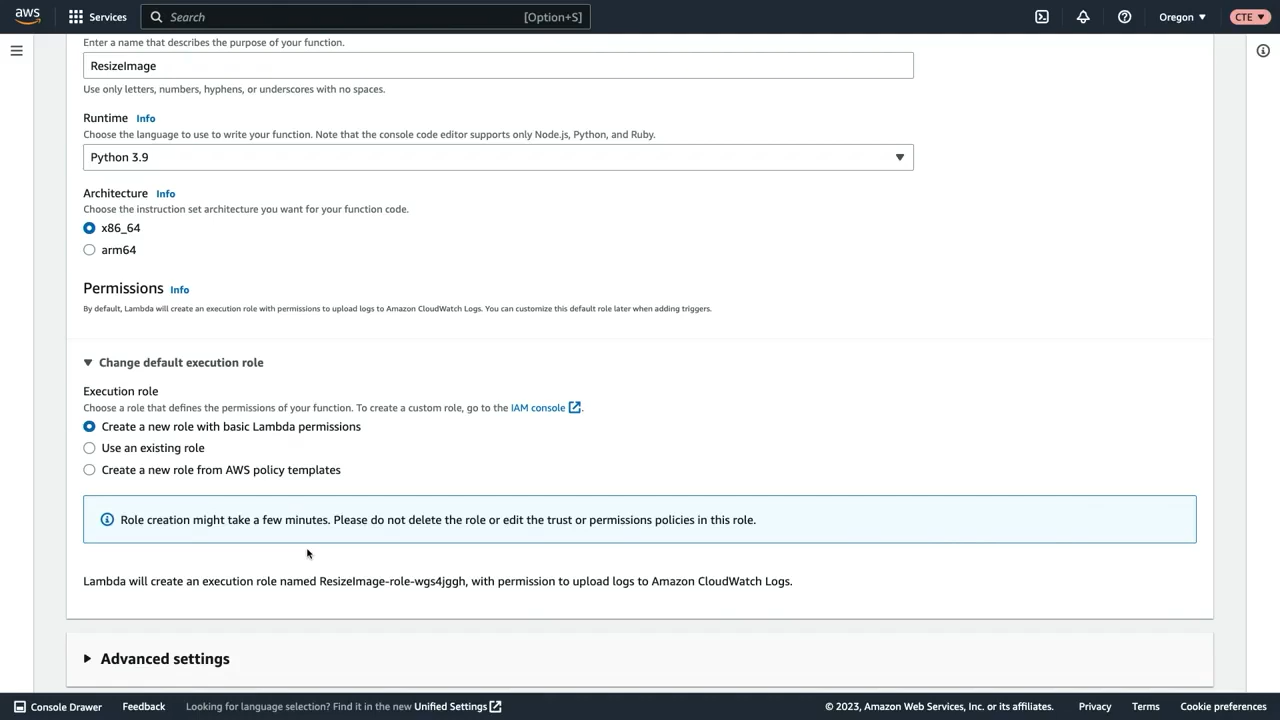 aws
Services
Search
[Option+S]
Oregon ▼
CTE ▼
Enter a name that describes the purpose of your function.
ResizeImage
Use only letters, numbers, hyphens, or underscores with no spaces.
Runtime Info
Choose the language to use to write your function. Note that the console code editor supports only Node.js, Python, and Ruby.
Python 3.9
Architecture Info
Choose the instruction set architecture you want for your function code.
x86_64
arm64
Permissions Info
By default, Lambda will create an execution role with permissions to upload logs to Amazon CloudWatch Logs. You can customize this default role later when adding triggers.
Change default execution role
Execution role
Choose a role that defines the permissions of your function. To create a custom role, go to the IAM console.
Create a new role with basic Lambda permissions
Use an existing role
Create a new role from AWS policy templates
Role creation might take a few minutes. Please do not delete the role or edit the trust or permissions policies in this role.
Lambda will create an execution role named ResizeImage-role-wgs4jggh, with permission to upload logs to Amazon CloudWatch Logs.
Advanced settings
Console Drawer
Feedback
Looking for language selection? Find it in the new Unified Settings
© 2023, Amazon Web Services, Inc. or its affiliates.
Privacy
Terms
Cookie preferences